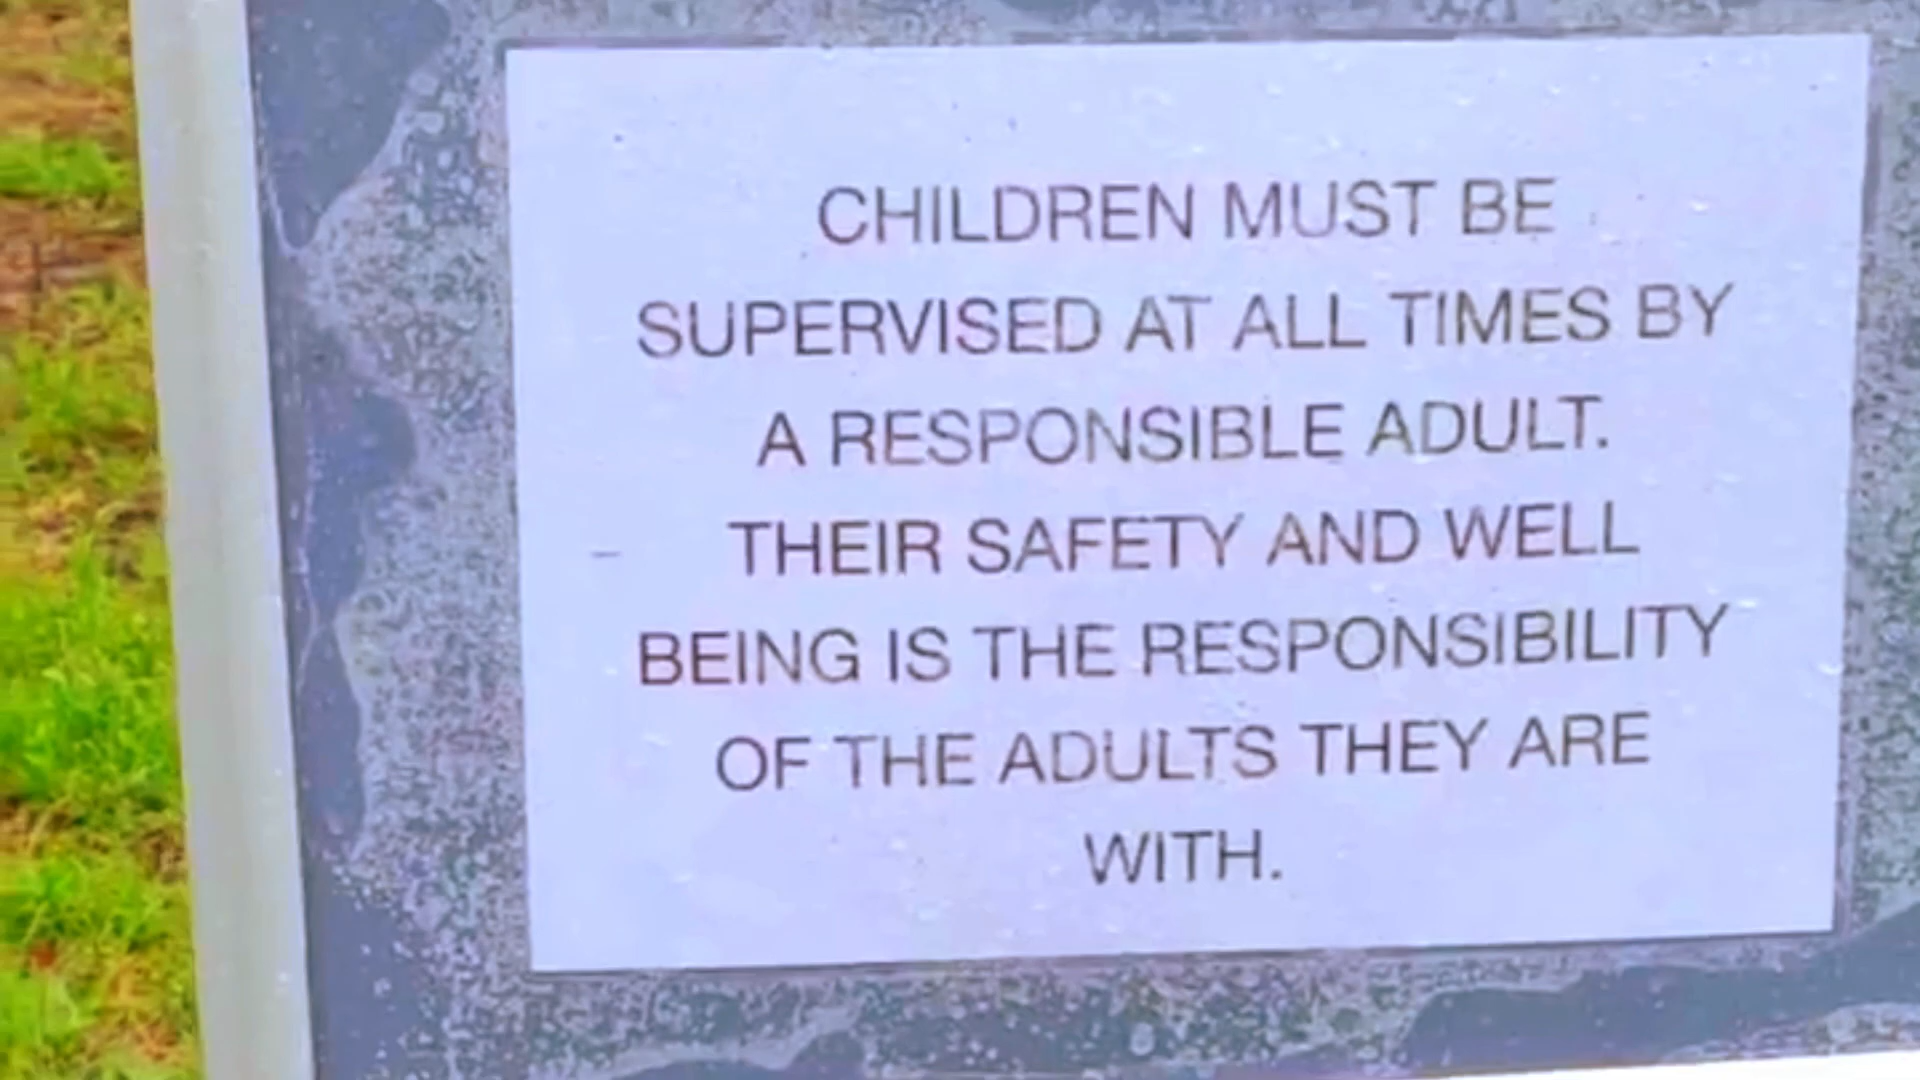 CHILDREN MUST BE
SUPERVISED AT ALL TIMES BY
A RESPONSIBLE ADULT.
THEIR SAFETY AND WELL
BEING IS THE RESPONSIBILITY
OF THE ADULTS THEY ARE
WITH.